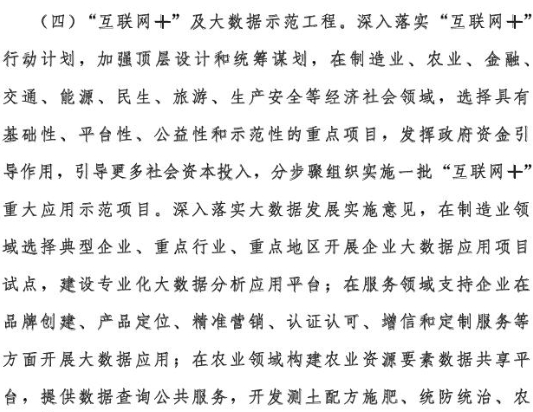 （四）“互联网＋”及大数据示范工程。深入落实“互联网＋”
行动计划，加强顶层设计和统筹谋划，在制造业、农业、金融、
交通、能源、民生、旅游、生产安全等经济社会领域，选择具有
基础性、平台性、公益性和示范性的重点项目，发挥政府资金引
导作用，引导更多社会资本投入，分步骤组织实施一批“互联网＋”
重大应用示范项目。深入落实大数据发展实施意见，在制造业领
域选择典型企业、重点行业、重点地区开展企业大数据应用项目
试点，建设专业化大数据分析应用平台；在服务领域支持企业在
品牌创建、产品定位、精准营销、认证认可、增信和定制服务等
方面开展大数据应用；在农业领域构建农业资源要素数据共享平
台，提供数据查询公共服务，开发测土配方施肥、统防统治、农